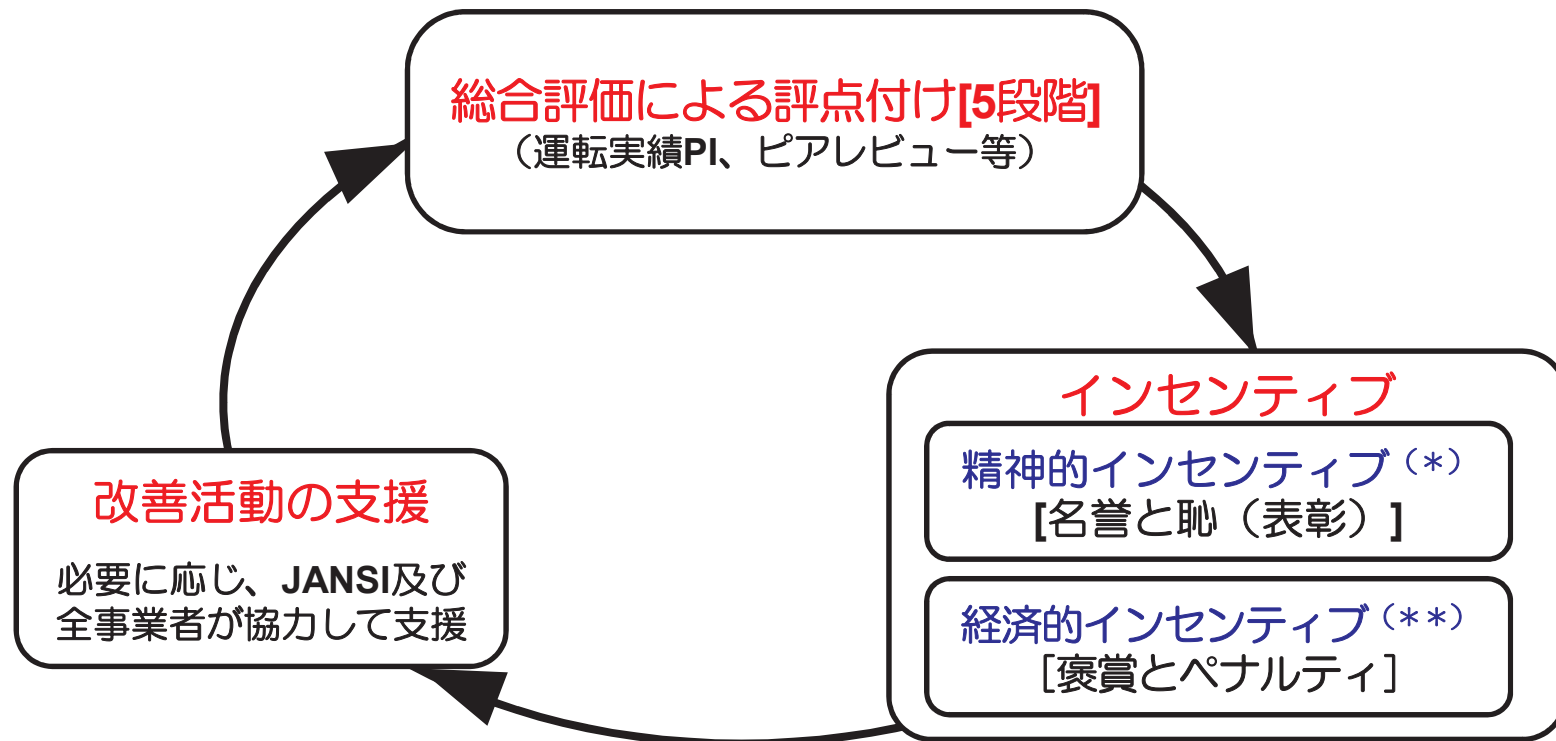 総合評価による評点付け[5段階]
（運転実績PI、ピアレビュー等）
インセンティブ
精神的インセンティブ（＊）
[名誉と恥（表彰）]
経済的インセンティブ（＊＊）
［褒賞とペナルティ］
改善活動の支援
必要に応じ、JANSI及び
全事業者が協力して支援